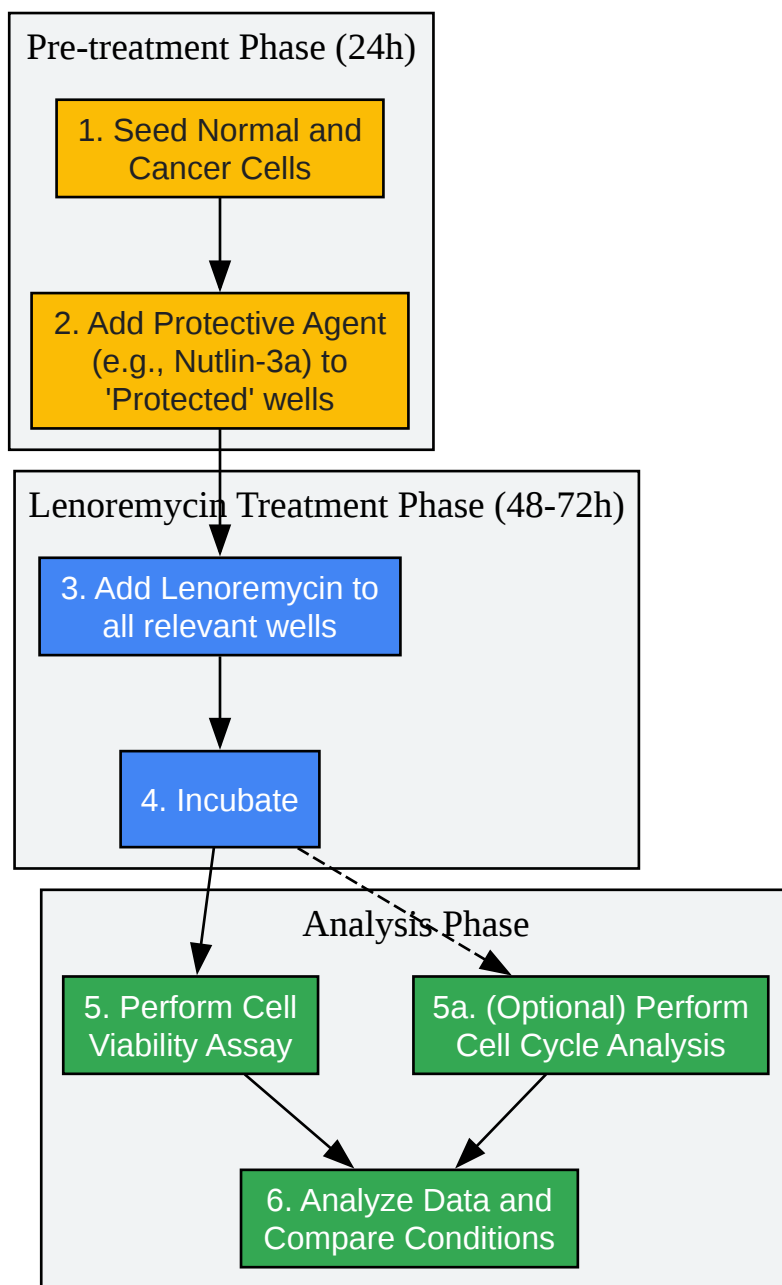 Pre-treatment Phase (24h)
1. Seed Normal and
Cancer Cells
2. Add Protective Agent
(e.g., Nutlin-3a) to
'Protected' wells
Lenoremycin Treatment Phase (48-72h)
3. Add Lenoremycin to
all relevant wells
4. Incubate
Analysis Phase
5. Perform Cell
Viability Assay
5a. (Optional) Perform
Cell Cycle Analysis
6. Analyze Data and
Compare Conditions